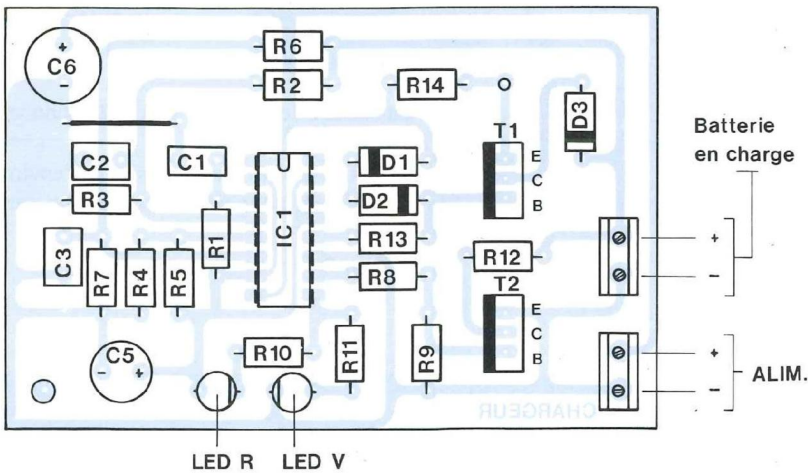 R6
C6
R2
R14
D3
T1
Batterie
en charge
C2
C1
D1
E
C
B
R3
D2
IC1
R1
R13
C3
R7
R4
R5
R8
R12
T2
E
C
B
+
−
C5
R10
R11
R9
+
−
ALIM.
CHARGEUR
LED R
LED V
+
−
−
+